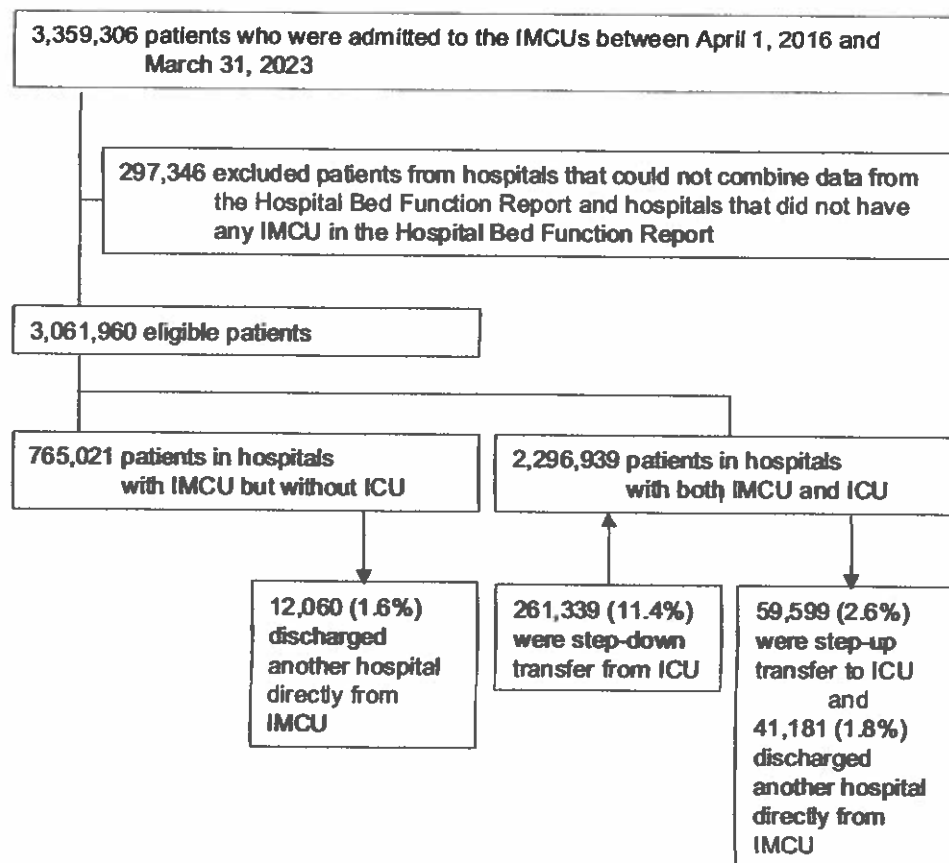 3,359,306 patients who were admitted to the IMCUs between April 1, 2016 and
March 31, 2023
297,346 excluded patients from hospitals that could not combine data from
the Hospital Bed Function Report and hospitals that did not have
any IMCU in the Hospital Bed Function Report
3,061,960 eligible patients
765,021 patients in hospitals
with IMCU but without ICU
2,296,939 patients in hospitals
with both IMCU and ICU
12,060 (1.6%)
discharged
another hospital
directly from
IMCU
261,339 (11.4%)
were step-down
transfer from ICU
59,599 (2.6%)
were step-up
transfer to ICU
and
41,181 (1.8%)
discharged
another hospital
directly from
IMCU